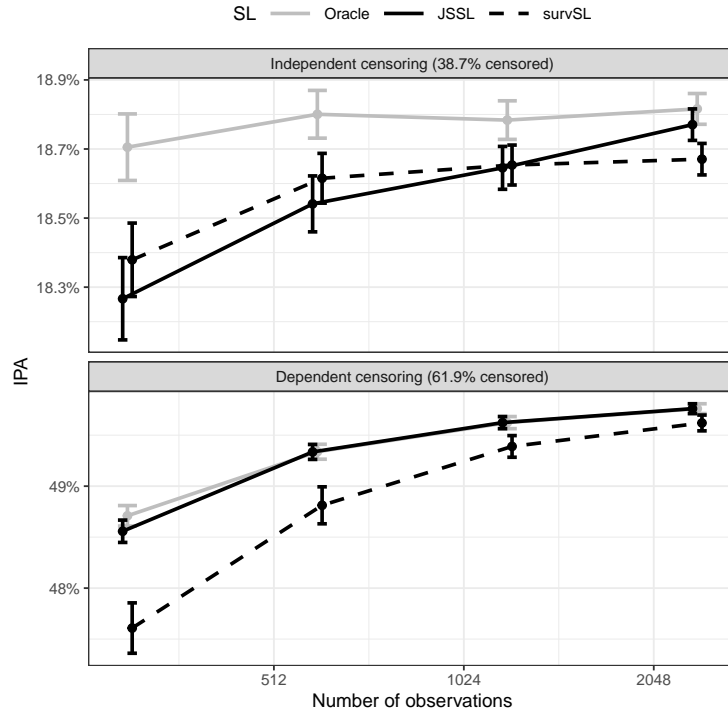 SL Oracle JSSL survSL
Independent censoring (38.7% censored)
18.9%
18.7%
18.5%
18.3%
IPA
Dependent censoring (61.9% censored)
49%
48%
512 1024 2048
Number of observations